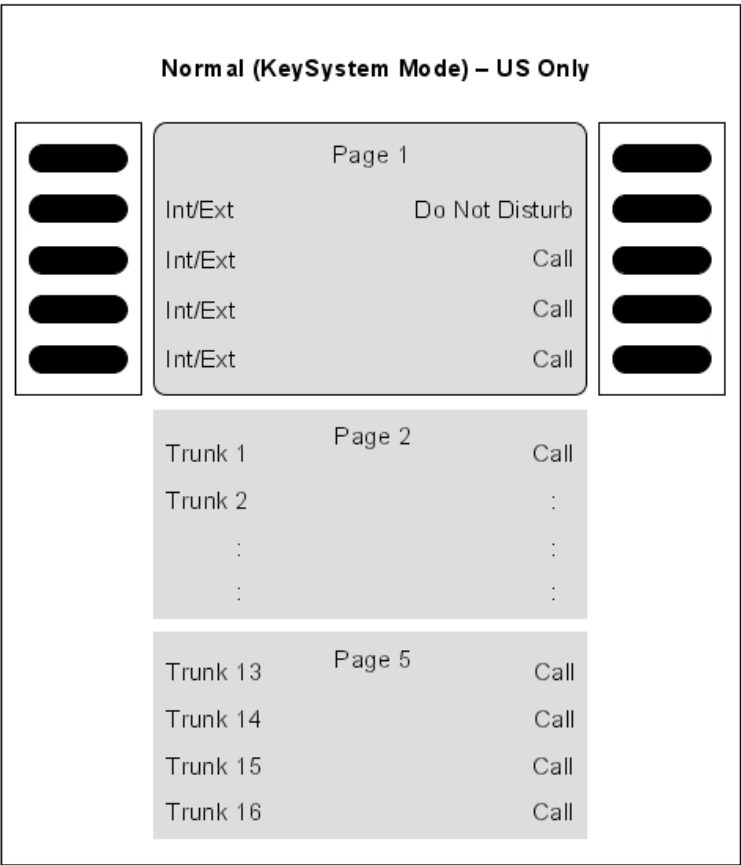 Normal (KeySystem Mode) – US Only
Page 1
Int/Ext Do Not Disturb
Int/Ext Call
Int/Ext Call
Int/Ext Call
Page 2
Trunk 1 Call
Trunk 2 :
: :
: :
Page 5
Trunk 13 Call
Trunk 14 Call
Trunk 15 Call
Trunk 16 Call